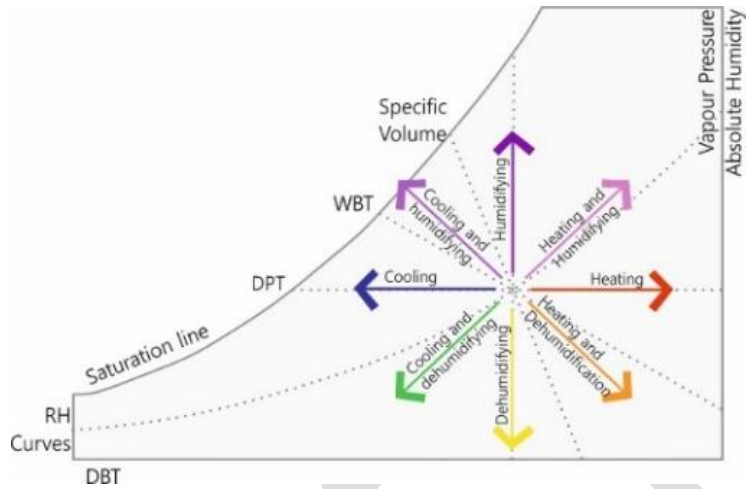 Specific
Volume
Vapour Pressure
Absolute Humidity
WBT
Cooling and
humidifying
Humidifying
Heating and
Humidifying
DPT
Cooling
Heating
Saturation line
Cooling and
dehumidifying
Dehumidifying
Heating and
Dehumidification
RH
Curves
DBT